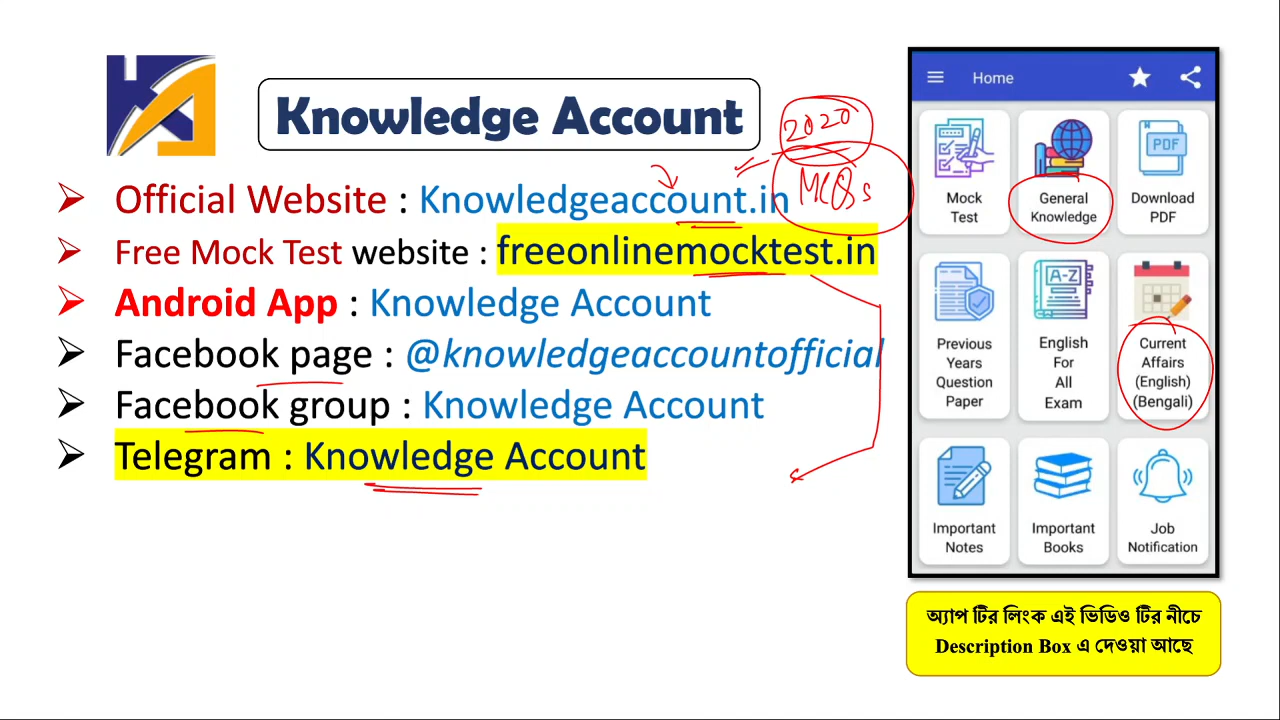 Knowledge Account
2020
MCQs
Official Website : Knowledgeaccount.in
Free Mock Test website : freeonlinemocktest.in
Android App : Knowledge Account
Facebook page : @knowledgeaccountofficial
Facebook group : Knowledge Account
Telegram : Knowledge Account
Home
Mock
Test
General
Knowledge
Download
PDF
PDF
Previous
Years
Question
Paper
A-Z
English
For
All
Exam
Current
Affairs
(English)
(Bengali)
Important
Notes
Important
Books
Job
Notification
অ্যাপ টির লিংক এই ভিডিও টির নীচে
Description Box এ দেওয়া আছে